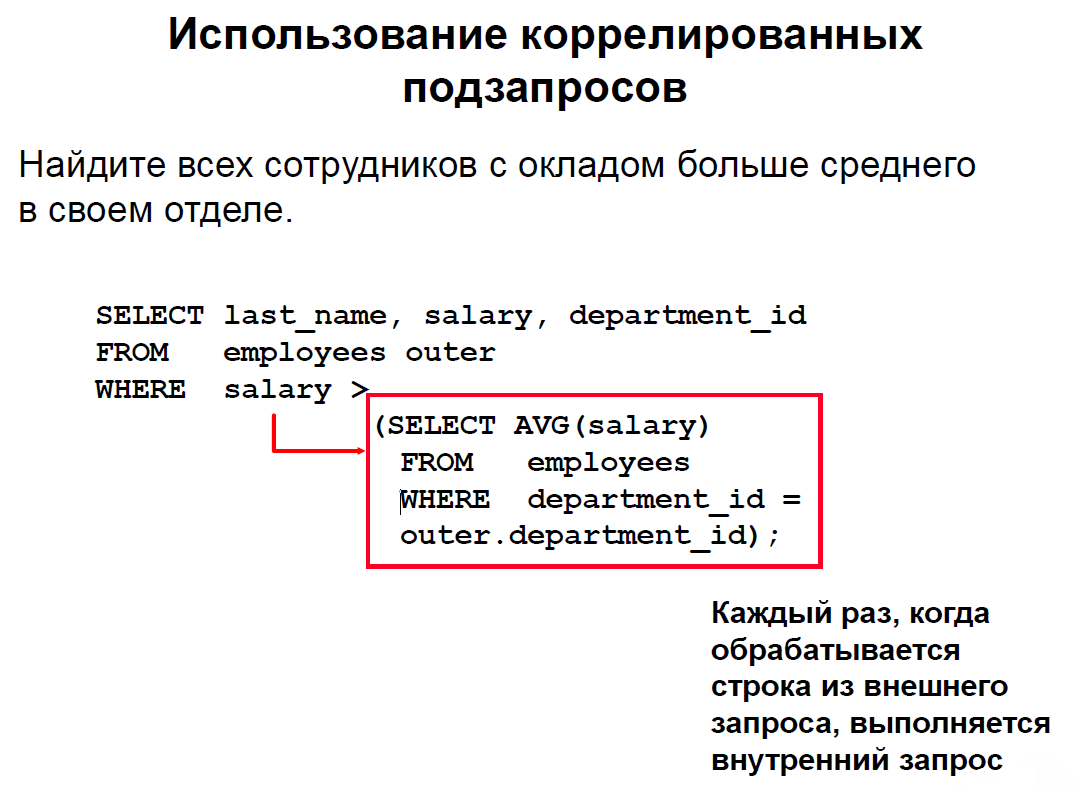 Использование коррелированных
подзапросов
Найдите всех сотрудников с окладом больше среднего
в своем отделе.
SELECT last_name, salary, department_id
FROM employees outer
WHERE salary >
(SELECT AVG(salary)
FROM employees
WHERE department_id =
outer.department_id);
Каждый раз, когда
обрабатывается
строка из внешнего
запроса, выполняется
внутренний запрос